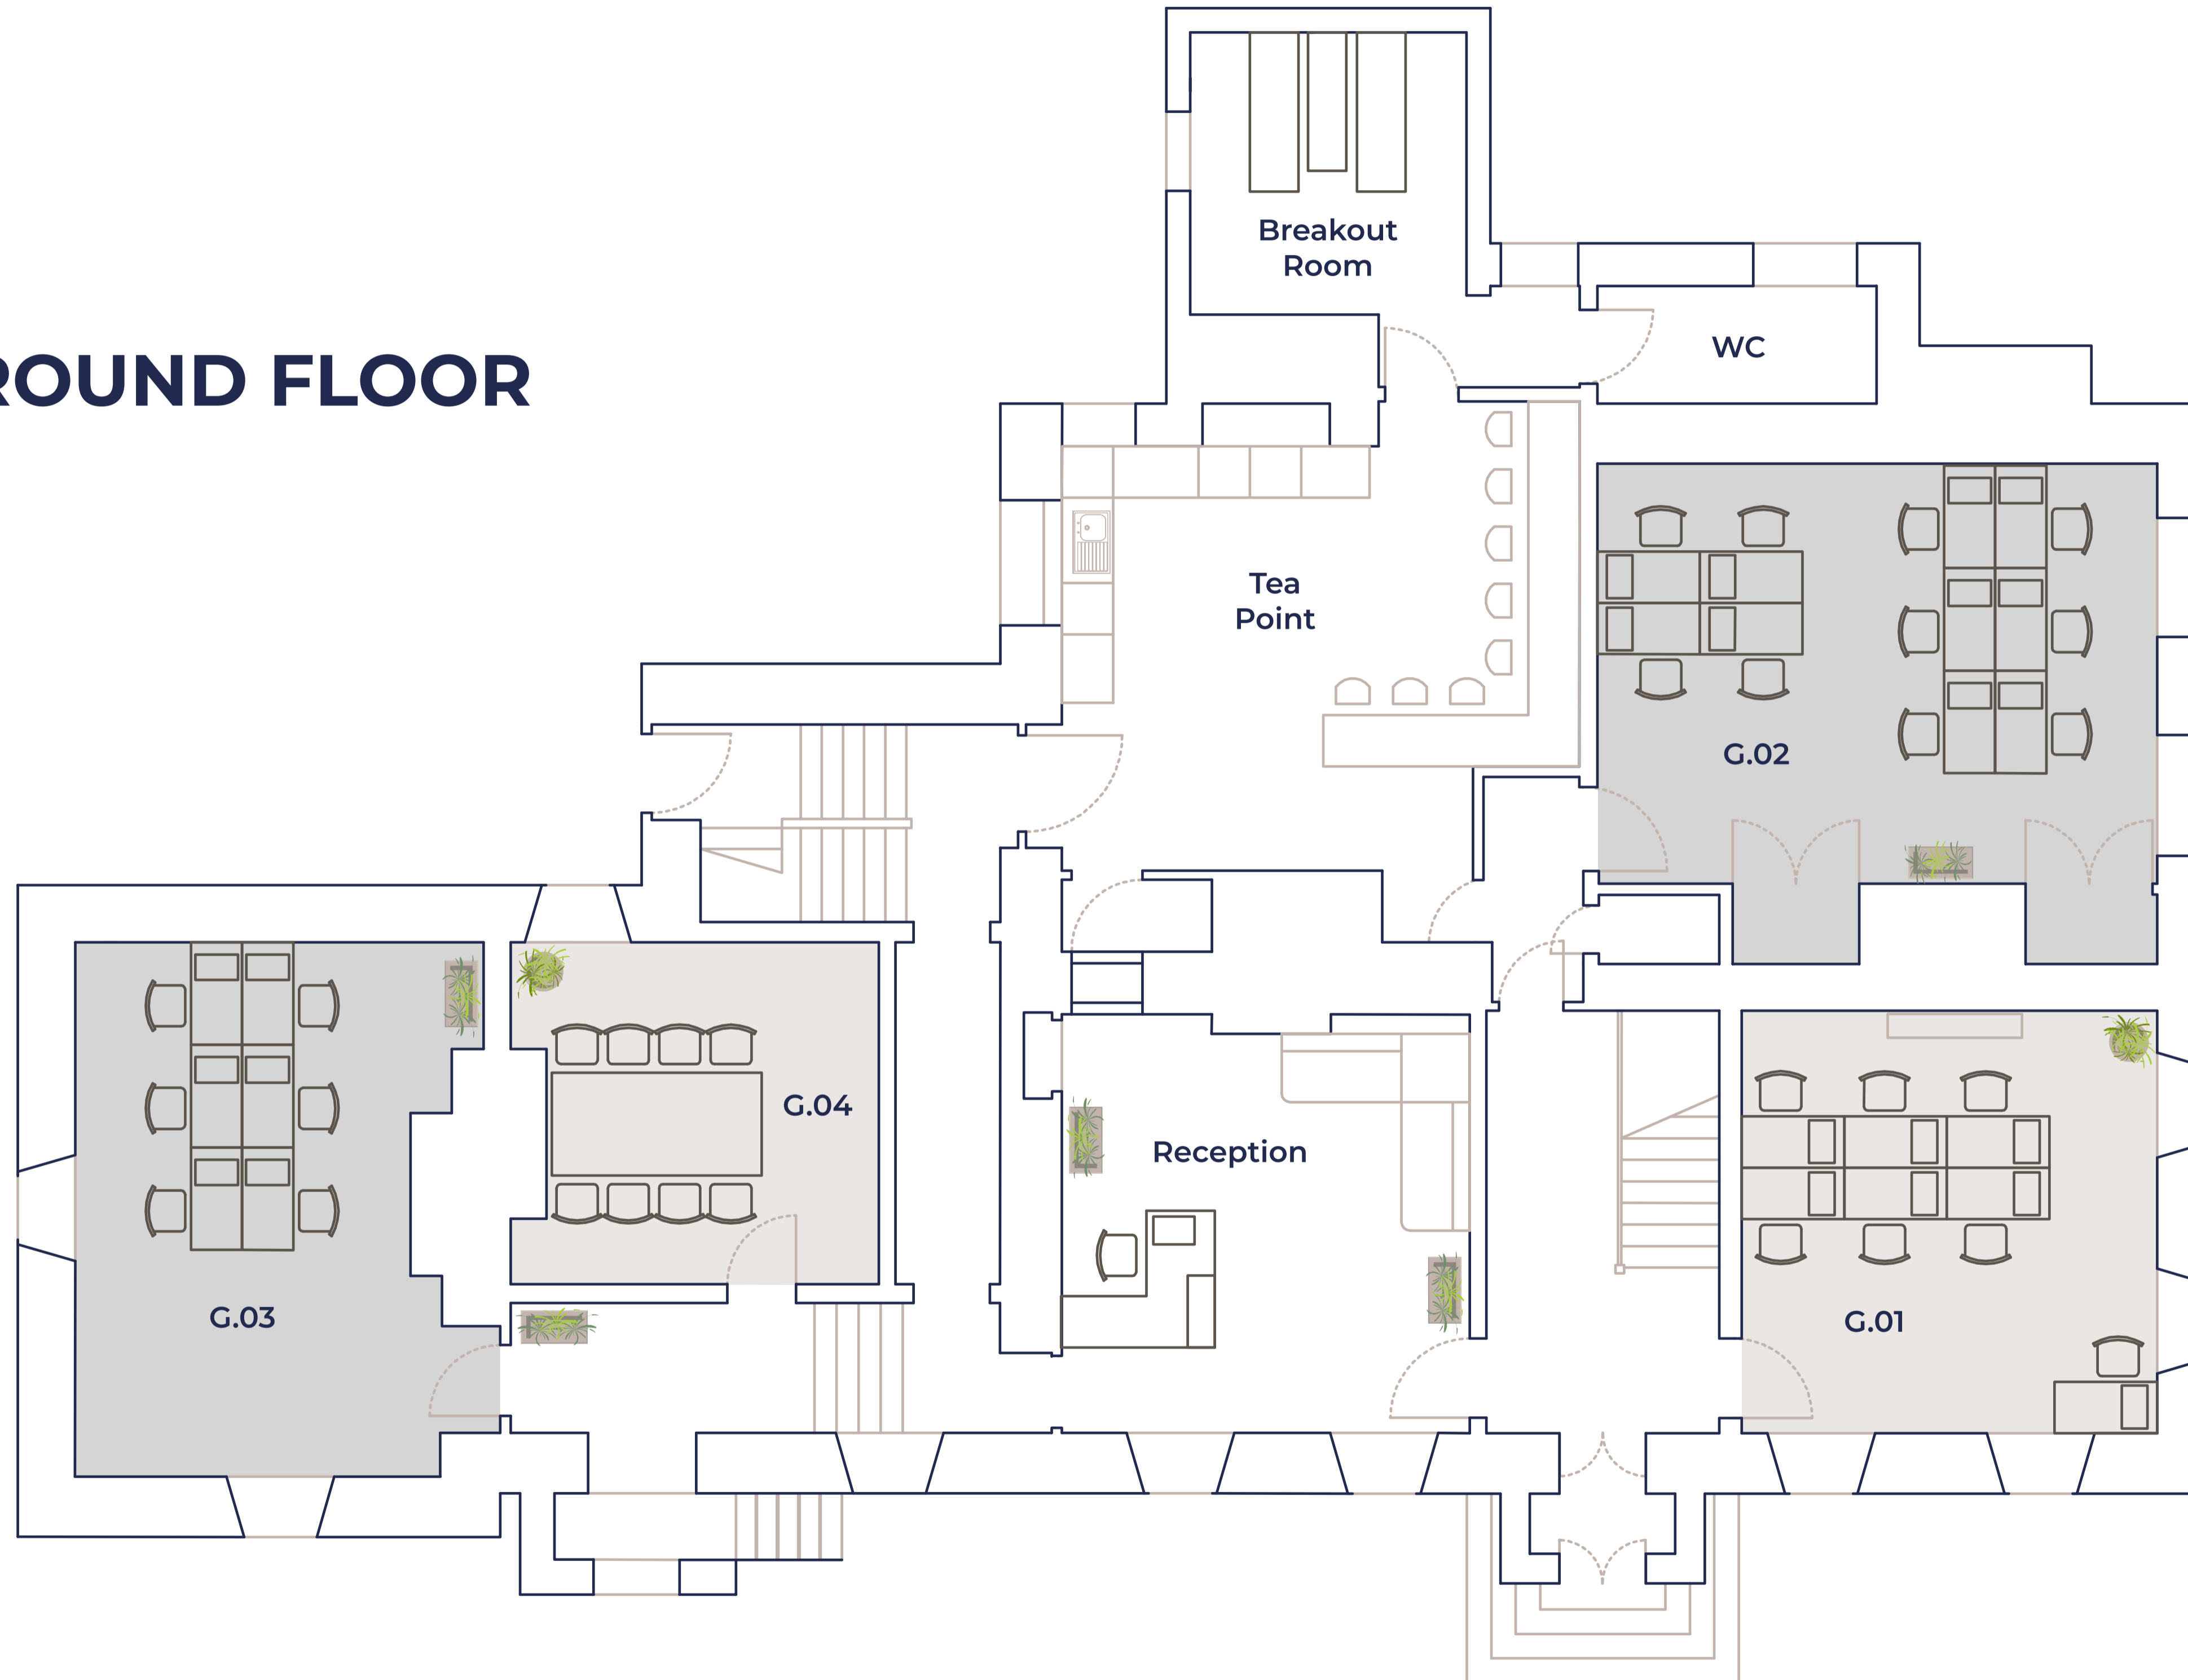 ROUND FLOOR
Breakout
Room
WC
Tea
Point
G.02
G.04
Reception
G.03
G.01